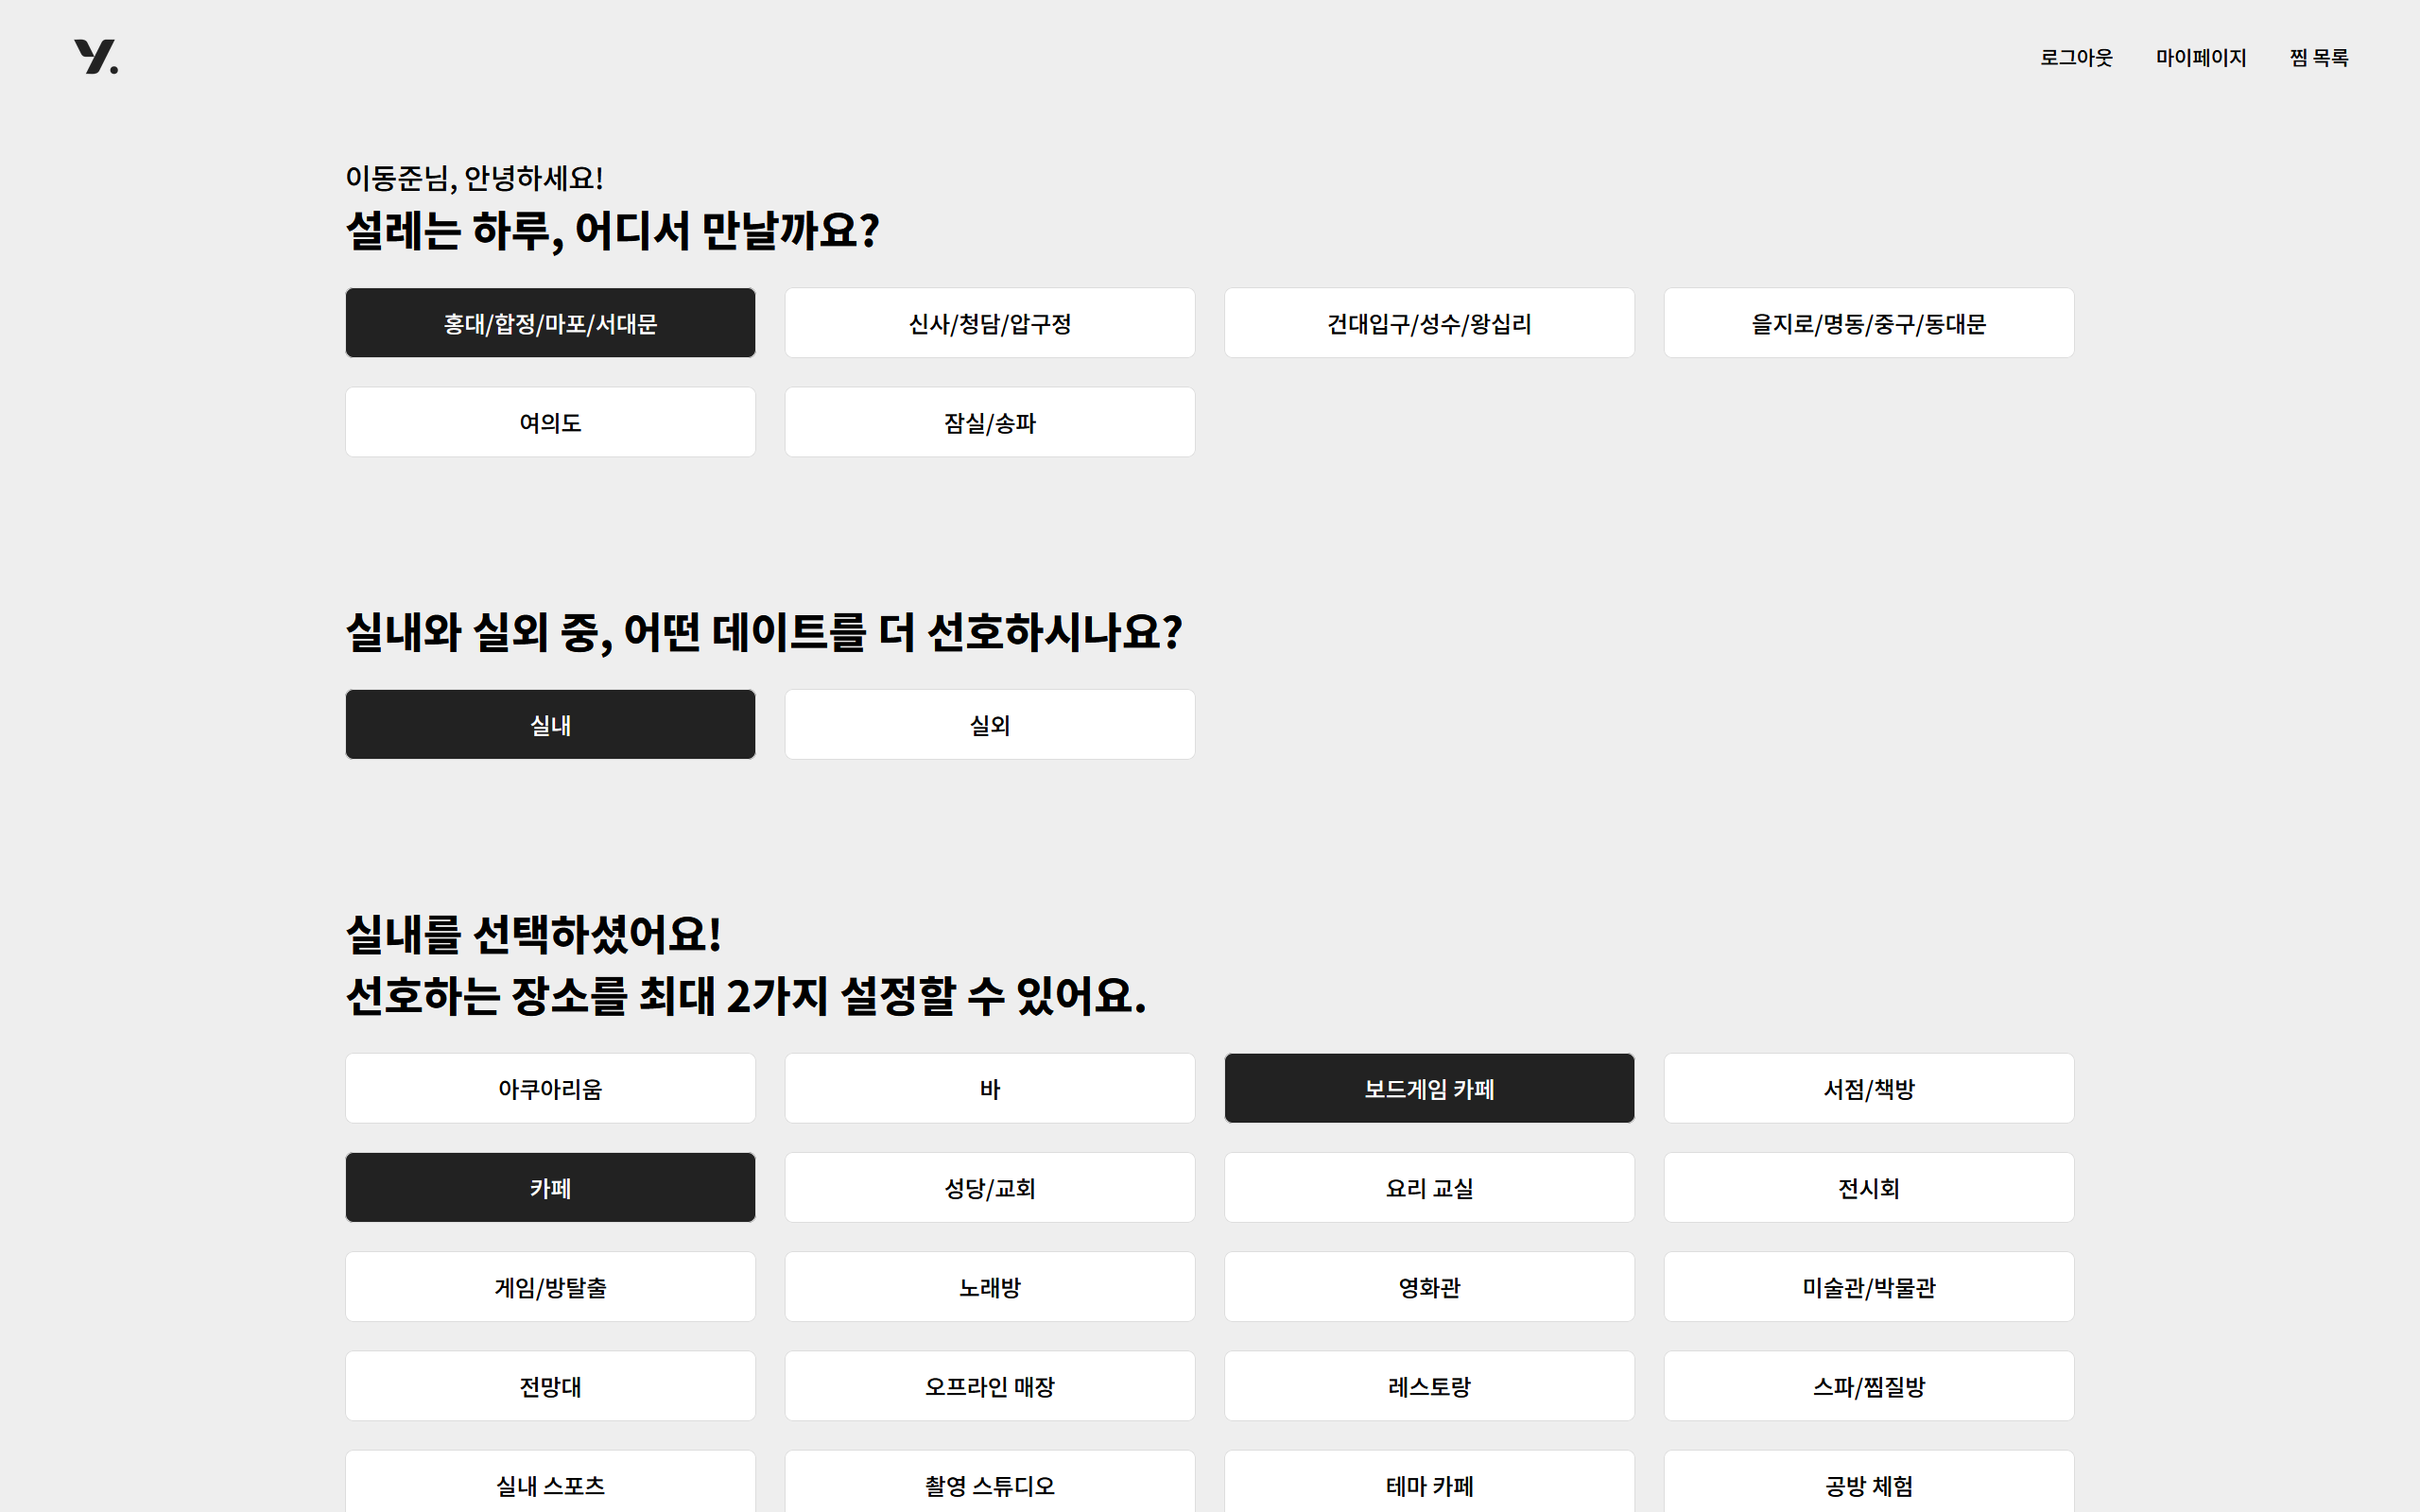 Y.
로그아웃 마이페이지 찜 목록
이동준님, 안녕하세요!
설레는 하루, 어디서 만날까요?
홍대/합정/마포/서대문 신사/청담/압구정 건대입구/성수/왕십리 을지로/명동/중구/동대문
여의도 잠실/송파
실내와 실외 중, 어떤 데이트를 더 선호하시나요?
실내 실외
실내를 선택하셨어요!
선호하는 장소를 최대 2가지 설정할 수 있어요.
아쿠아리움 바 보드게임 카페 서점/책방
카페 성당/교회 요리 교실 전시회
게임/방탈출 노래방 영화관 미술관/박물관
전망대 오프라인 매장 레스토랑 스파/찜질방
실내 스포츠 촬영 스튜디오 테마 카페 공방 체험